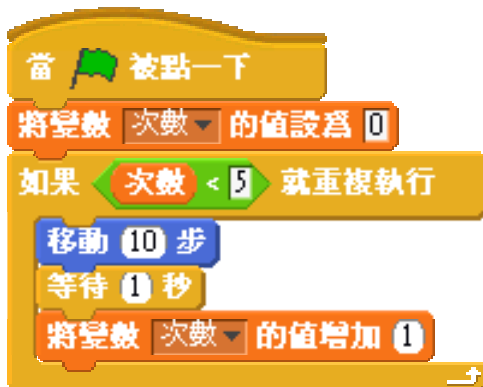 當 被點一下
將變數 次數 的值設為 0
如果 次數 < 5 就重複執行
移動 10 步
等待 1 秒
將變數 次數 的值增加 1